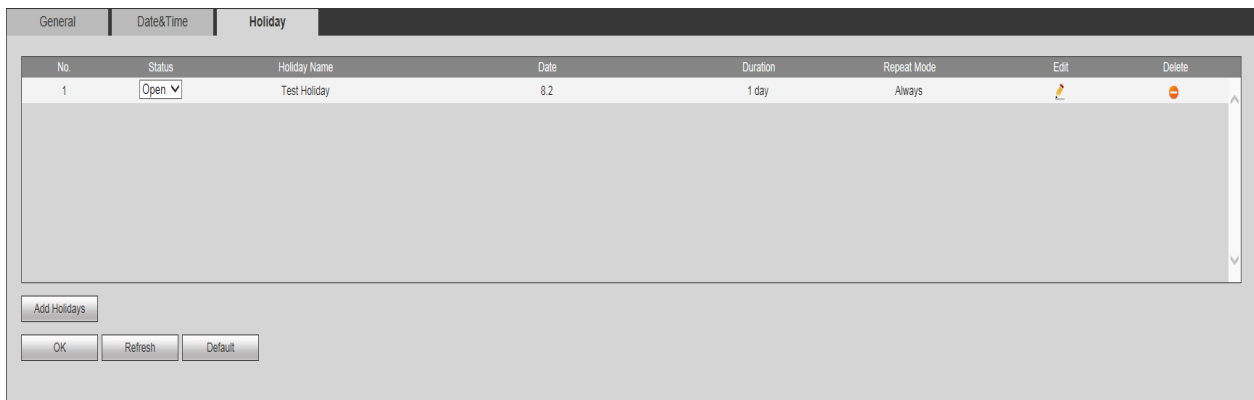 General Date&Time Holiday
No. Status Holiday Name Date Duration Repeat Mode Edit Delete
1 Open Test Holiday 8.2 1 day Always
Add Holidays
OK Refresh Default